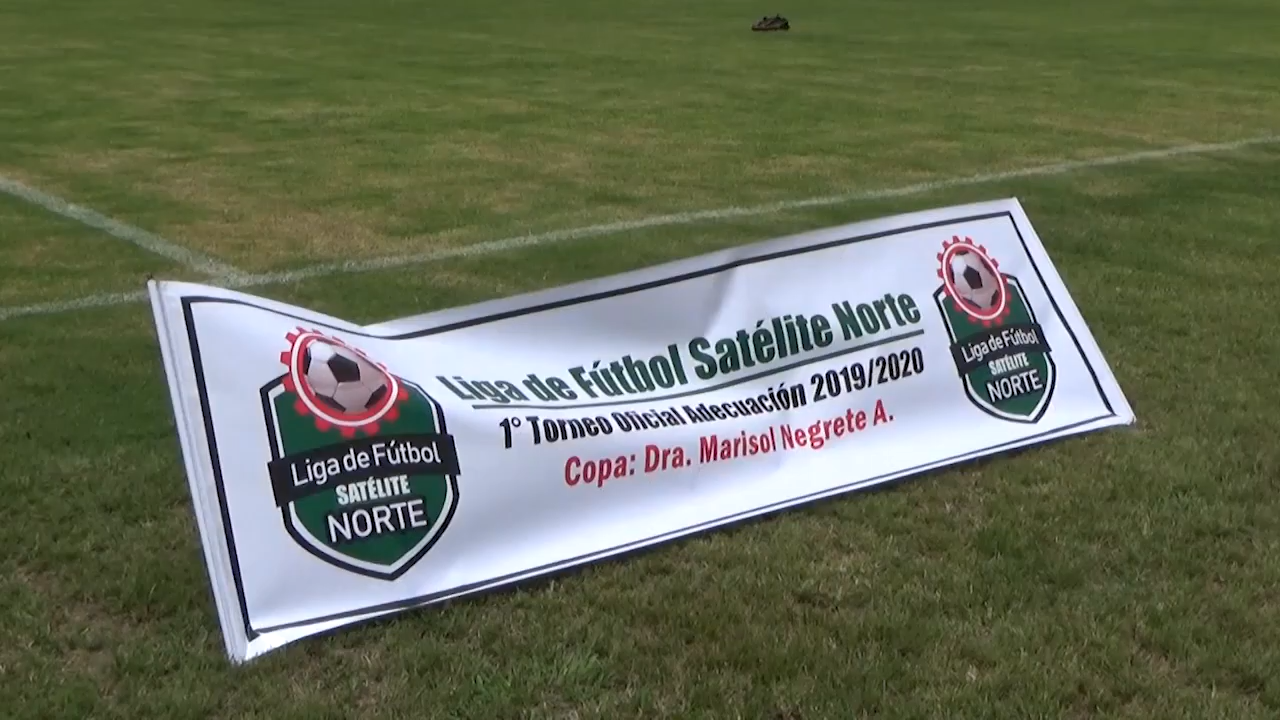 Liga de Fútbol
SATÉLITE
NORTE
Liga de Fútbol Satélite Norte
1° Torneo Oficial Adecuación 2019/2020
Copa: Dra. Marisol Negrete A.
Liga de Fútbol
SATÉLITE
NORTE